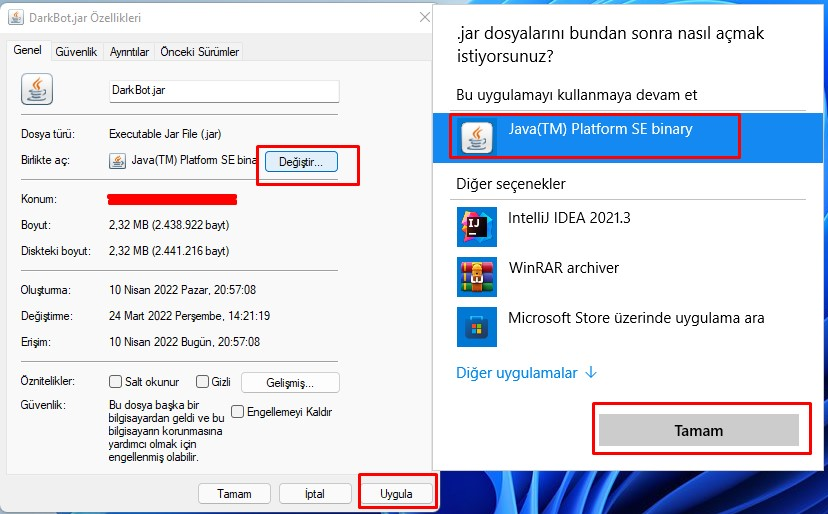 DarkBot.jar Özellikleri
Genel Güvenlik Ayrıntılar Önceki Sürümler
DarkBot.jar
Dosya türü: Executable Jar File (.jar)
Birlikte aç: Java(TM) Platform SE bina Değiştir...
Konum:
Boyut: 2,32 MB (2.438.922 bayt)
Diskteki boyut: 2,32 MB (2.441.216 bayt)
Oluşturma: 10 Nisan 2022 Pazar, 20:57:08
Değiştirme: 24 Mart 2022 Perşembe, 14:21:19
Erişim: 10 Nisan 2022 Bugün, 20:57:08
Öznitelikler: Salt okunur Gizli Gelişmiş...
Güvenlik: Bu dosya başka bir
bilgisayardan geldi ve bu
bilgisayarın korunmasına
yardımcı olmak için
engellenmiş olabilir.
Engellemeyi Kaldır
Tamam İptal Uygula
.jar dosyalarını bundan sonra nasıl açmak
istiyorsunuz?
Bu uygulamayı kullanmaya devam et
Java(TM) Platform SE binary
Diğer seçenekler
IJ
IntelliJ IDEA 2021.3
WinRAR archiver
Microsoft Store üzerinde uygulama ara
Diğer uygulamalar
Tamam